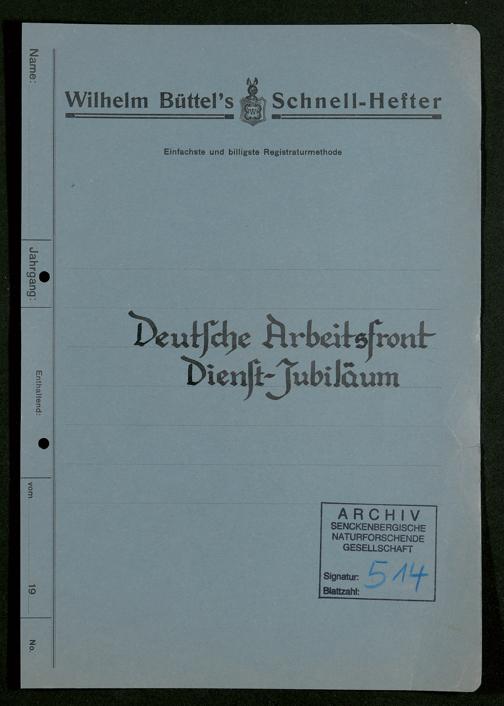 Wilhelm Büttel's Schnell-Hefter
Einfachste und billigste Registraturmethode
Name:
Jahrgang:
Enthaltend:
vom
19
No.
Deutsche Arbeitsfront
Dienst-Jubiläum
ARCHIV
SENCKENBERGISCHE
NATURFORSCHENDE
GESELLSCHAFT
Signatur: 514
Blattzahl: